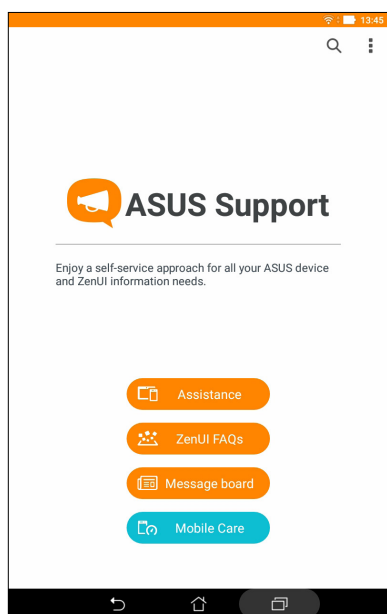 13:45
ASUS Support
Enjoy a self-service approach for all your ASUS device
and ZenUI information needs.
Assistance
ZenUI FAQs
Message board
Mobile Care